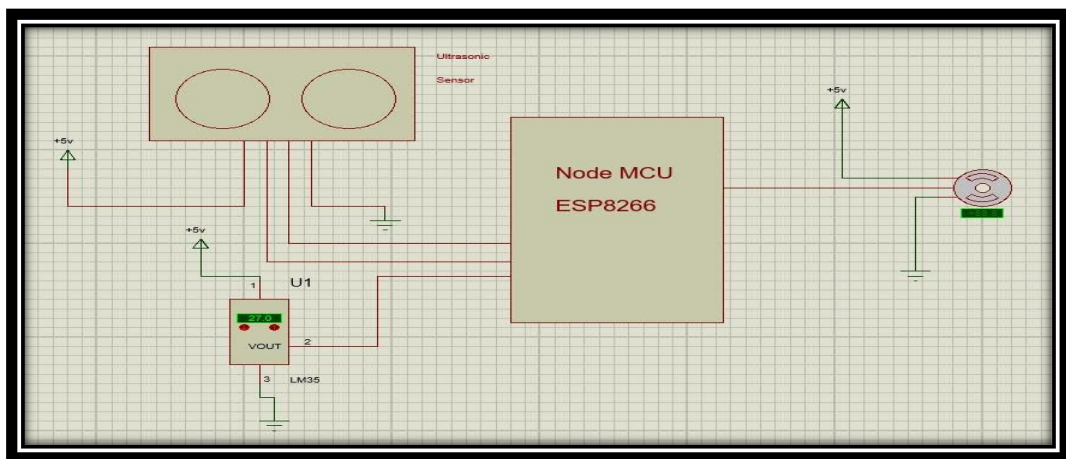 Ultrasonic
Sensor
+5v
+5v
Node MCU
ESP8266
+5v
1
U1
27.0
VOUT
2
3
LM35